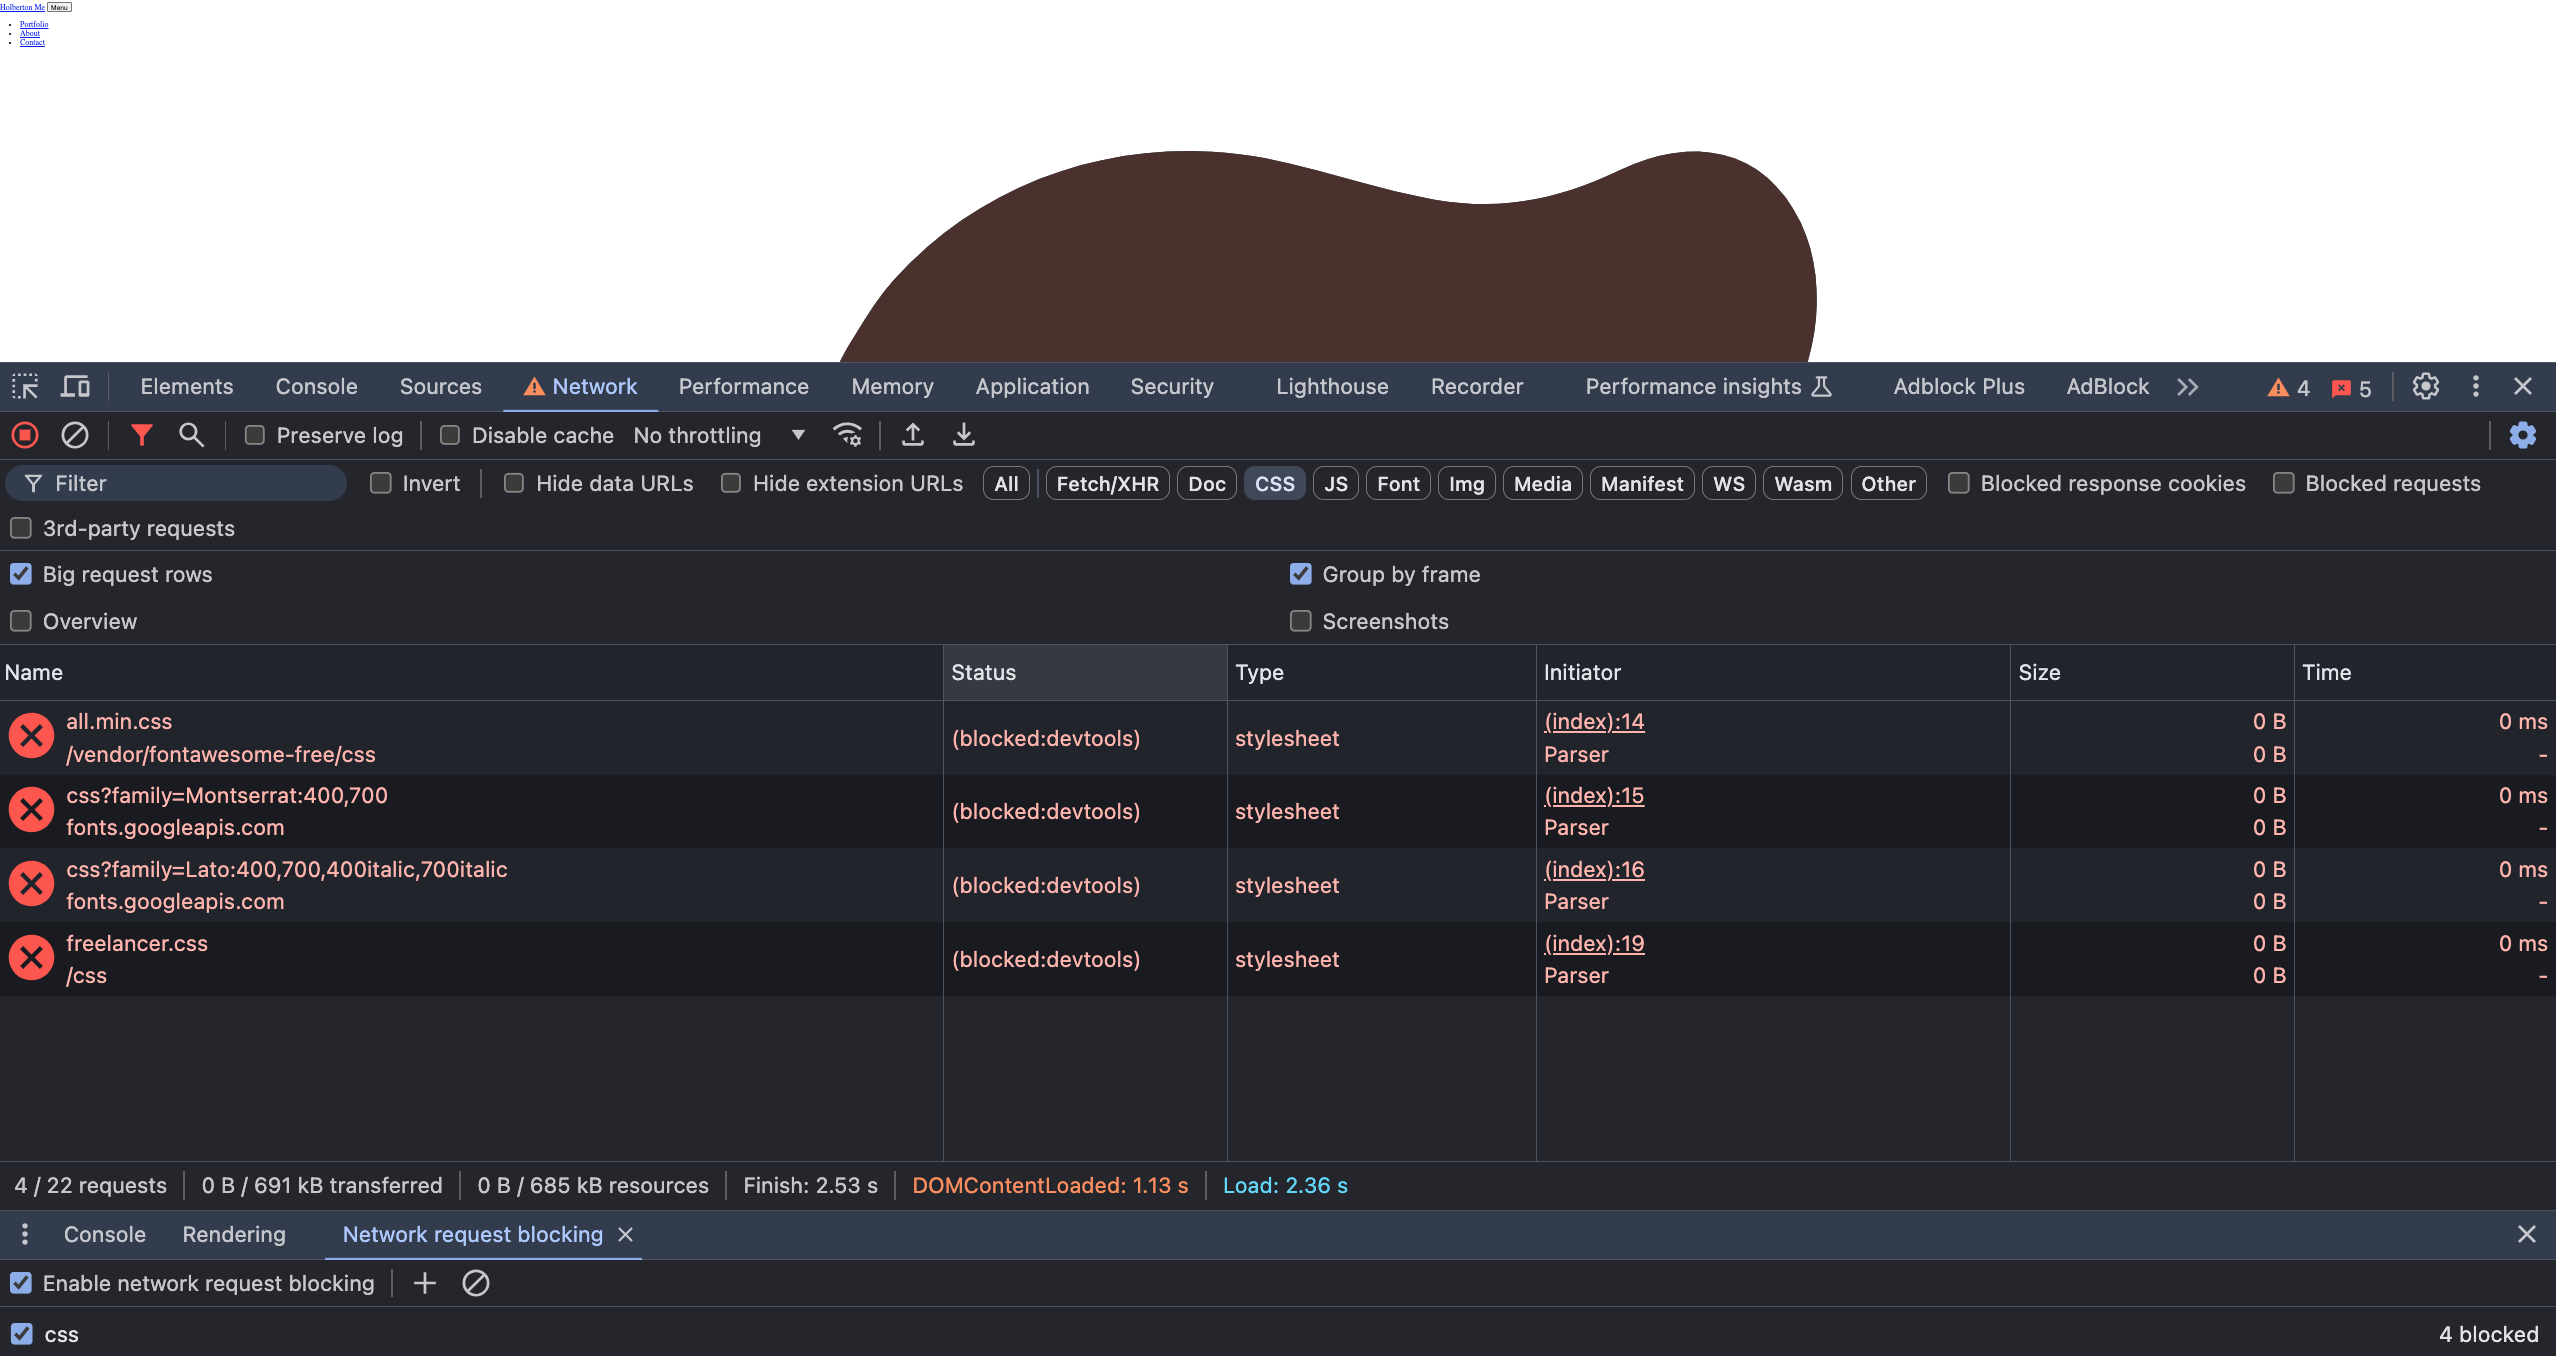 Holberton Me Menu
Portfolio
About
Contact
Elements Console Sources Network Performance Memory Application Security Lighthouse Recorder Performance insights Adblock Plus AdBlock 4 5
Preserve log Disable cache No throttling
Filter Invert Hide data URLs Hide extension URLs All Fetch/XHR Doc CSS JS Font Img Media Manifest WS Wasm Other Blocked response cookies Blocked requests
3rd-party requests
Big request rows Group by frame
Overview Screenshots
Name Status Type Initiator Size Time
all.min.css (index):14 0 B 0 ms
(blocked:devtools) stylesheet
/vendor/fontawesome-free/css Parser 0 B -
css?family=Montserrat:400,700 (index):15 0 B 0 ms
(blocked:devtools) stylesheet
fonts.googleapis.com Parser 0 B -
css?family=Lato:400,700,400italic,700italic (index):16 0 B 0 ms
(blocked:devtools) stylesheet
fonts.googleapis.com Parser 0 B -
freelancer.css (index):19 0 B 0 ms
(blocked:devtools) stylesheet
/css Parser 0 B -
4 / 22 requests 0 B / 691 kB transferred 0 B / 685 kB resources Finish: 2.53 s DOMContentLoaded: 1.13 s Load: 2.36 s
Console Rendering Network request blocking
Enable network request blocking
css 4 blocked